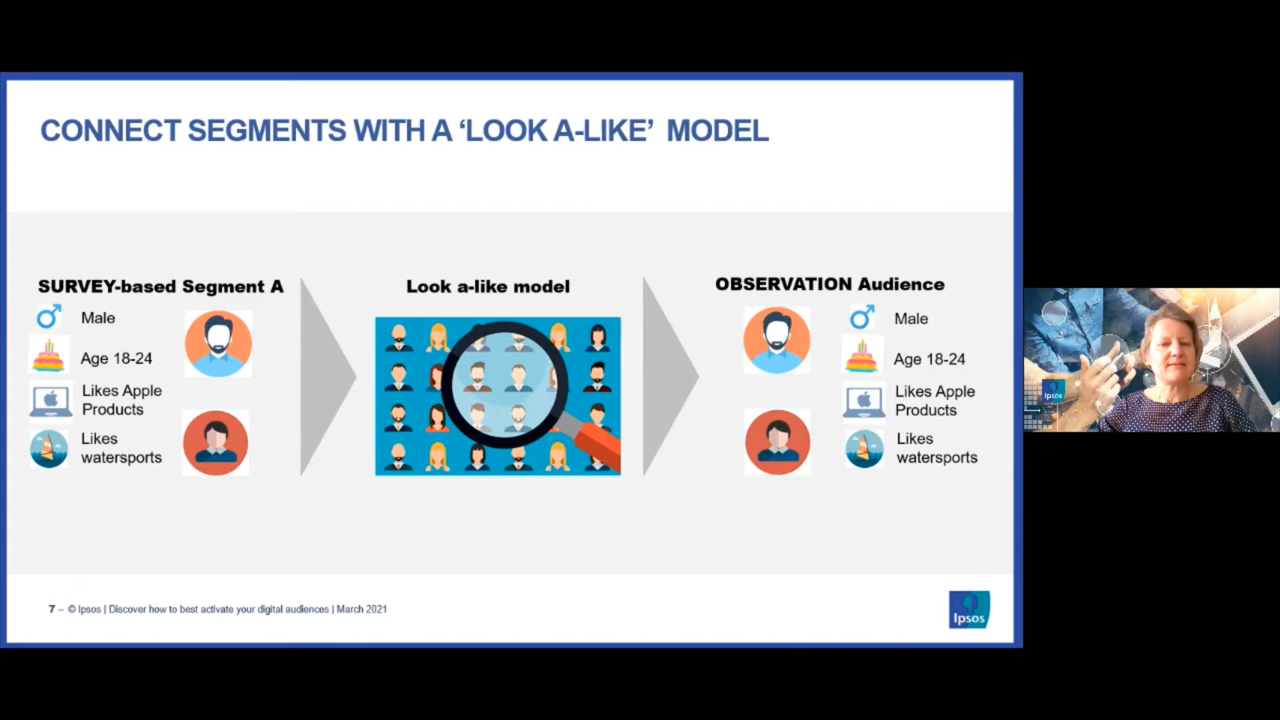 CONNECT SEGMENTS WITH A ‘LOOK A-LIKE’ MODEL
SURVEY-based Segment A
Male
Age 18-24
Likes Apple
Products
Likes
watersports
Look a-like model
OBSERVATION Audience
Male
Age 18-24
Likes Apple
Products
Likes
watersports
7 – © Ipsos | Discover how to best activate your digital audiences | March 2021
Ipsos
Ipsos